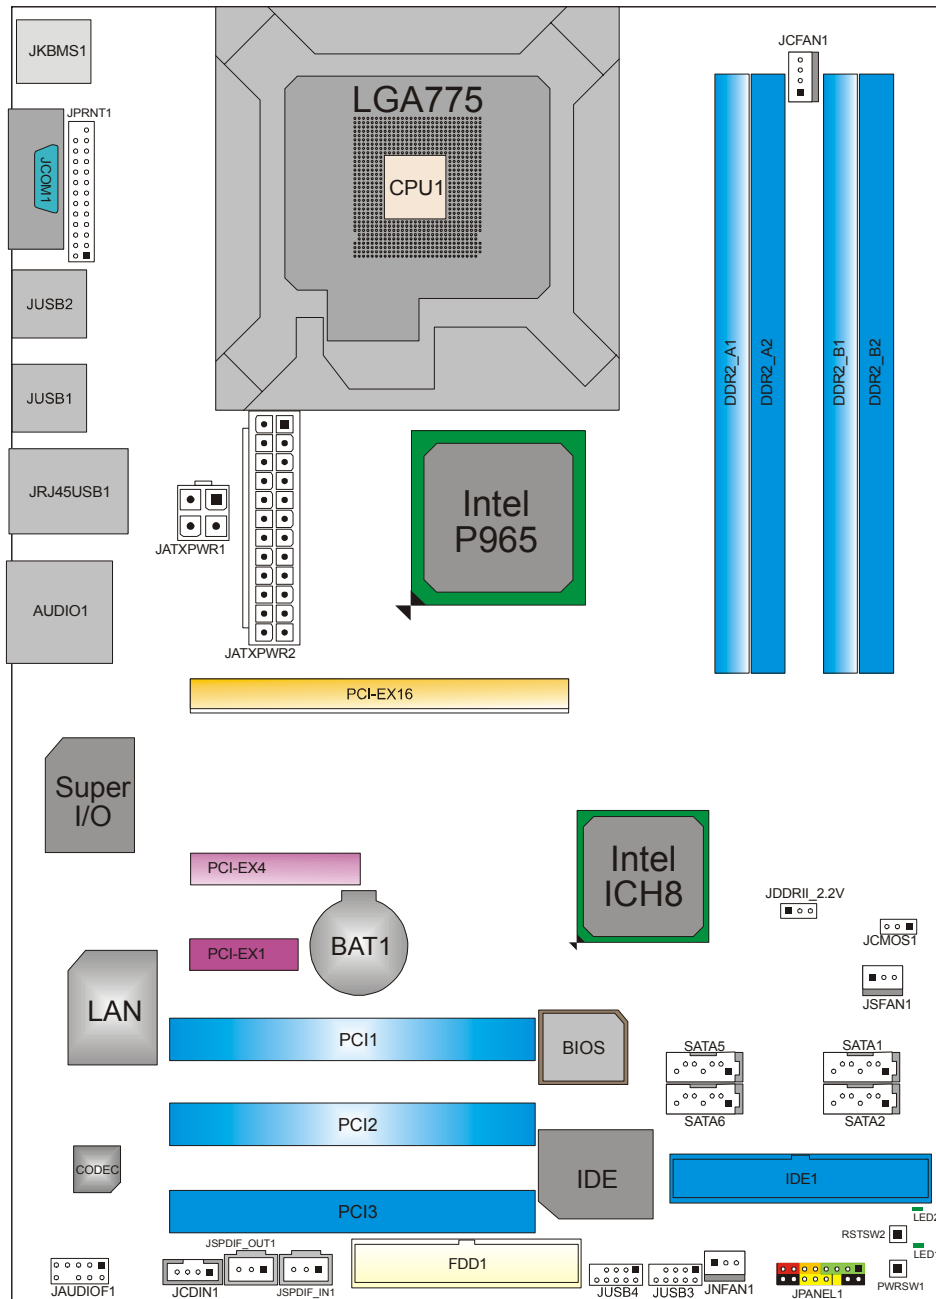 JKBMS1
JCFAN1
LGA775
JPRNT1
JCOM1
CPU1
JUSB2
DDR2_A1
DDR2_A2
DDR2_B1
DDR2_B2
JUSB1
JRJ45USB1
Intel
P965
JATXPWR1
AUDIO1
JATXPWR2
PCI-EX16
Super
I/O
PCI-EX4
Intel
ICH8
JDDRII_2.2V
JCMOS1
PCI-EX1
BAT1
JSFAN1
LAN
PCI1
BIOS
SATA5
SATA1
SATA6
SATA2
PCI2
CODEC
IDE
IDE1
PCI3
LED2
RSTSW2
JSPDIF_OUT1
LED1
FDD1
JAUDIOF1
JCDIN1
JSPDIF_IN1
JUSB4
JUSB3
JNFAN1
JPANEL1
PWRSW1